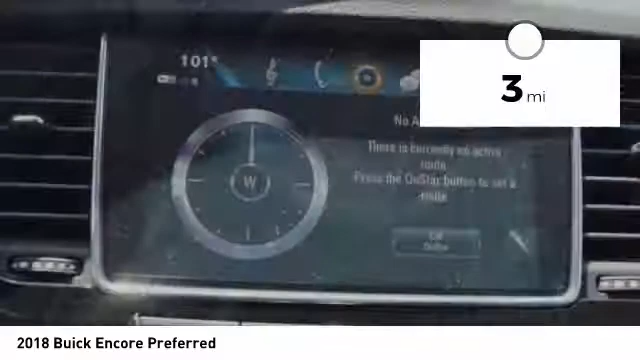 101°
3 mi
No A
There is currently no active
route.
Press the OnStar button to set a
route.
W
2018 Buick Encore Preferred